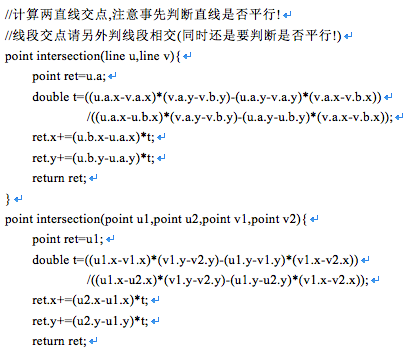 //计算两直线交点,注意事先判断直线是否平行!
//线段交点请另外判线段相交(同时还是要判断是否平行!)
point intersection(line u,line v){
point ret=u.a;
double t=((u.a.x-v.a.x)*(v.a.y-v.b.y)-(u.a.y-v.a.y)*(v.a.x-v.b.x))
/((u.a.x-u.b.x)*(v.a.y-v.b.y)-(u.a.y-u.b.y)*(v.a.x-v.b.x));
ret.x+=(u.b.x-u.a.x)*t;
ret.y+=(u.b.y-u.a.y)*t;
return ret;
}
point intersection(point u1,point u2,point v1,point v2){
point ret=u1;
double t=((u1.x-v1.x)*(v1.y-v2.y)-(u1.y-v1.y)*(v1.x-v2.x))
/((u1.x-u2.x)*(v1.y-v2.y)-(u1.y-u2.y)*(v1.x-v2.x));
ret.x+=(u2.x-u1.x)*t;
ret.y+=(u2.y-u1.y)*t;
return ret;